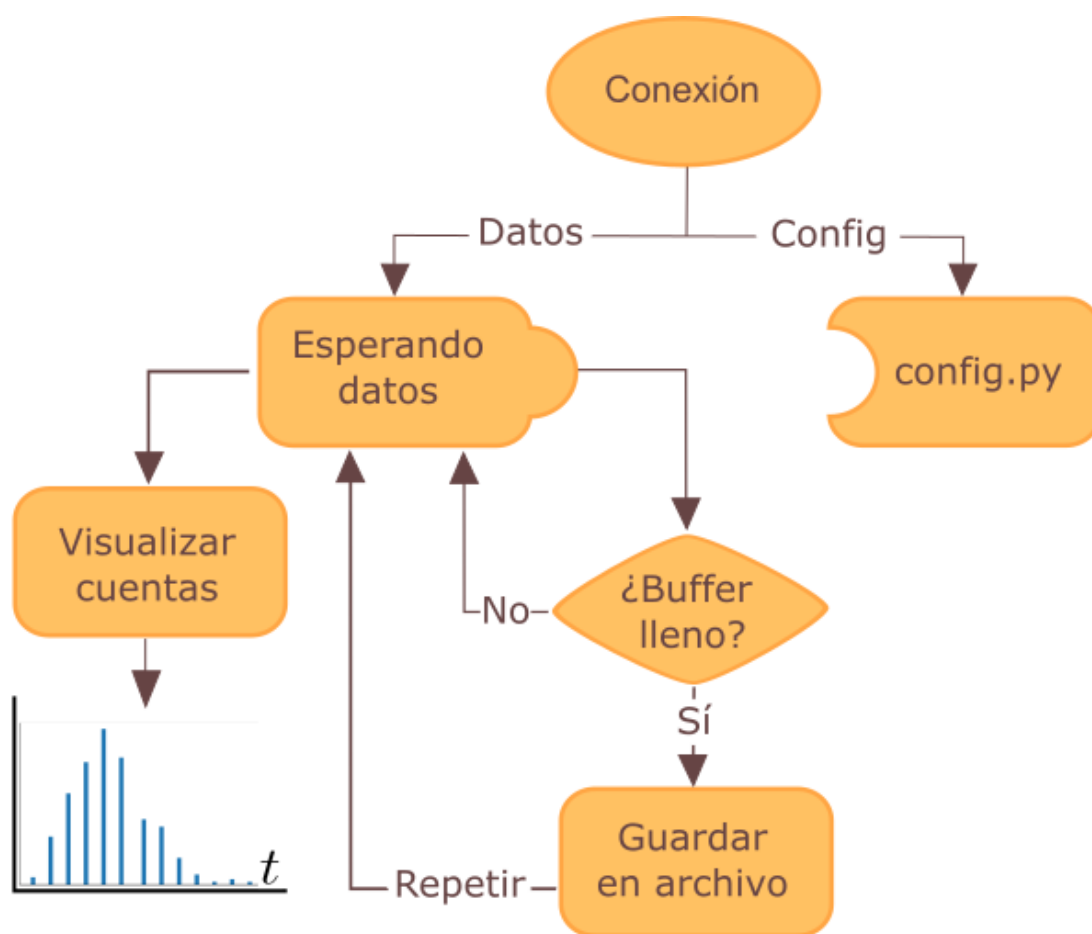 Conexión
Datos
Config
Esperando
datos
config.py
Visualizar
cuentas
¿Buffer
lleno?
No
Sí
t
Guardar
en archivo
Repetir